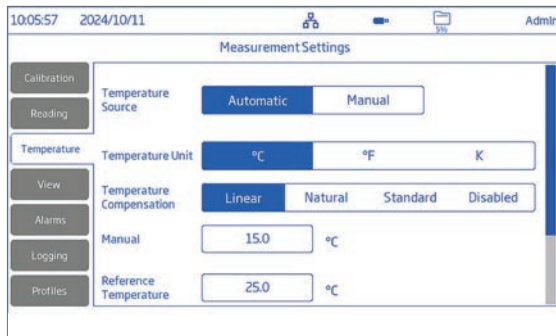 10:05:57 2024/10/11 5% Admin
Measurement Settings
Calibration
Reading
Temperature
View
Alarms
Logging
Profiles
Temperature
Source
Automatic Manual
Temperature Unit °C °F K
Temperature
Compensation
Linear Natural Standard Disabled
Manual 15.0 °C
Reference
Temperature
25.0 °C